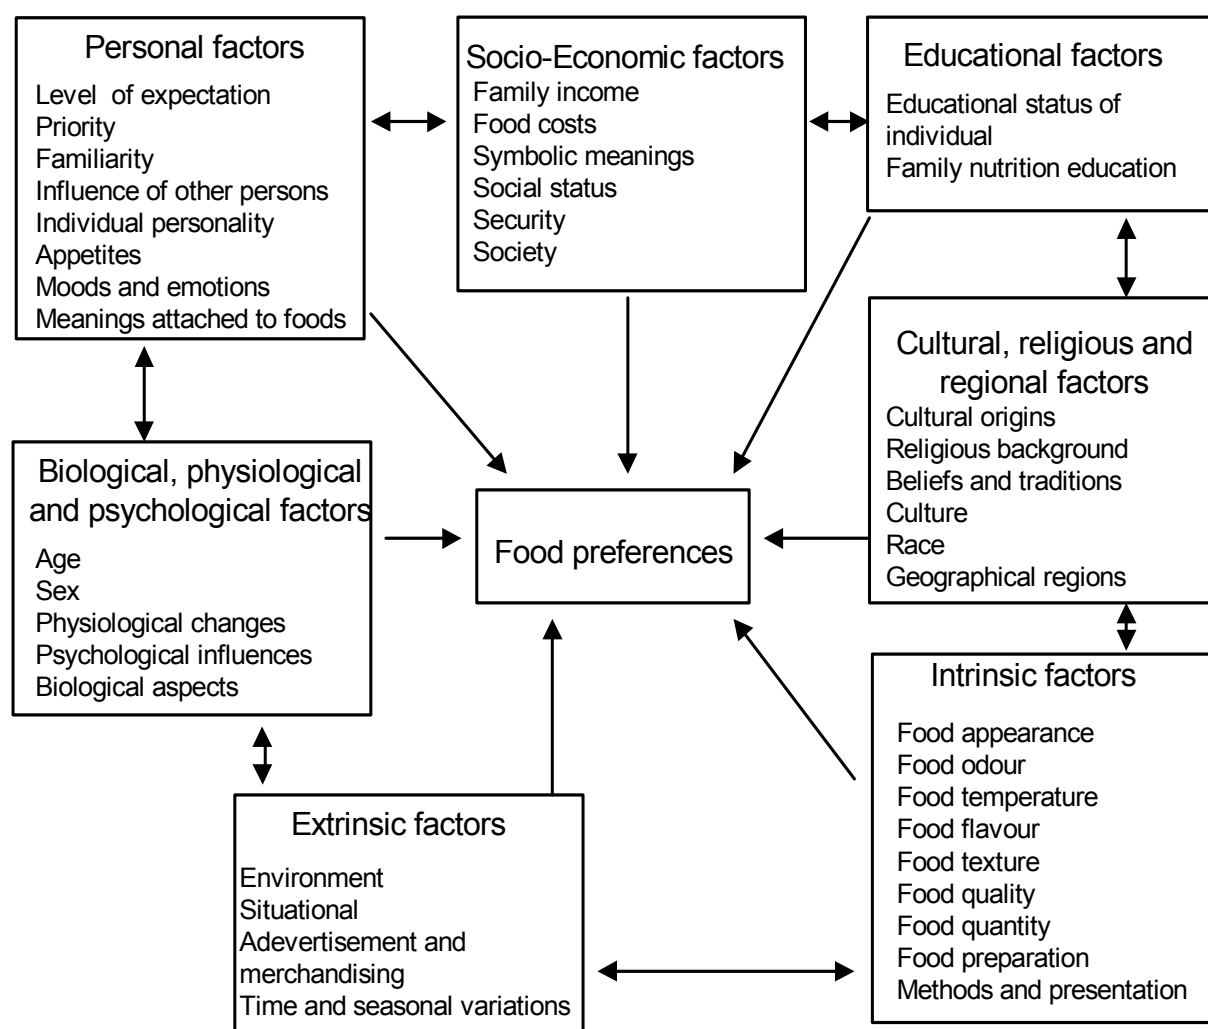 Personal factors
Level of expectation
Priority
Familiarity
Influence of other persons
Individual personality
Appetites
Moods and emotions
Meanings attached to foods
Socio-Economic factors
Family income
Food costs
Symbolic meanings
Social status
Security
Society
Educational factors
Educational status of
individual
Family nutrition education
Biological, physiological
and psychological factors
Age
Sex
Physiological changes
Psychological influences
Biological aspects
Food preferences
Cultural, religious and
regional factors
Cultural origins
Religious background
Beliefs and traditions
Culture
Race
Geographical regions
Extrinsic factors
Environment
Situational
Adevertisement and
merchandising
Time and seasonal variations
Intrinsic factors
Food appearance
Food odour
Food temperature
Food flavour
Food texture
Food quality
Food quantity
Food preparation
Methods and presentation